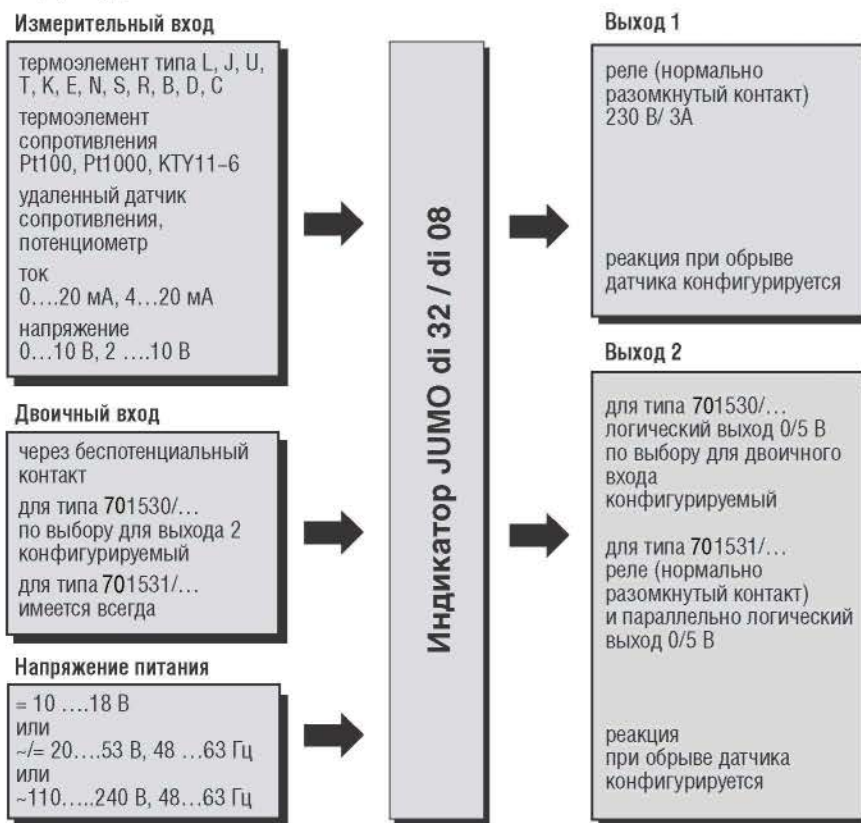 Измерительный вход
термоэлемент типа L, J, U,
T, K, E, N, S, R, B, D, C
термоэлемент
сопротивления
Pt100, Pt1000, KTY11-6
удаленный датчик
сопротивления,
потенциометр
ток
0....20 мА, 4...20 мА
напряжение
0...10 В, 2 ....10 В
Двоичный вход
через беспотенциальный
контакт
для типа 701530/...
по выбору для выхода 2
конфигурируемый
для типа 701531/...
имеется всегда
Напряжение питания
= 10 ....18 В
или
~/= 20....53 В, 48 ...63 Гц
или
~110.....240 В, 48...63 Гц
Индикатор JUMO di 32 / di 08
Выход 1
реле (нормально
разомкнутый контакт)
230 В/ 3А
реакция при обрыве
датчика конфигурируется
Выход 2
для типа 701530/...
логический выход 0/5 В
по выбору для двоичного
входа
конфигурируемый
для типа 701531/...
реле (нормально
разомкнутый контакт)
и параллельно логический
выход 0/5 В
реакция
при обрыве датчика
конфигурируется